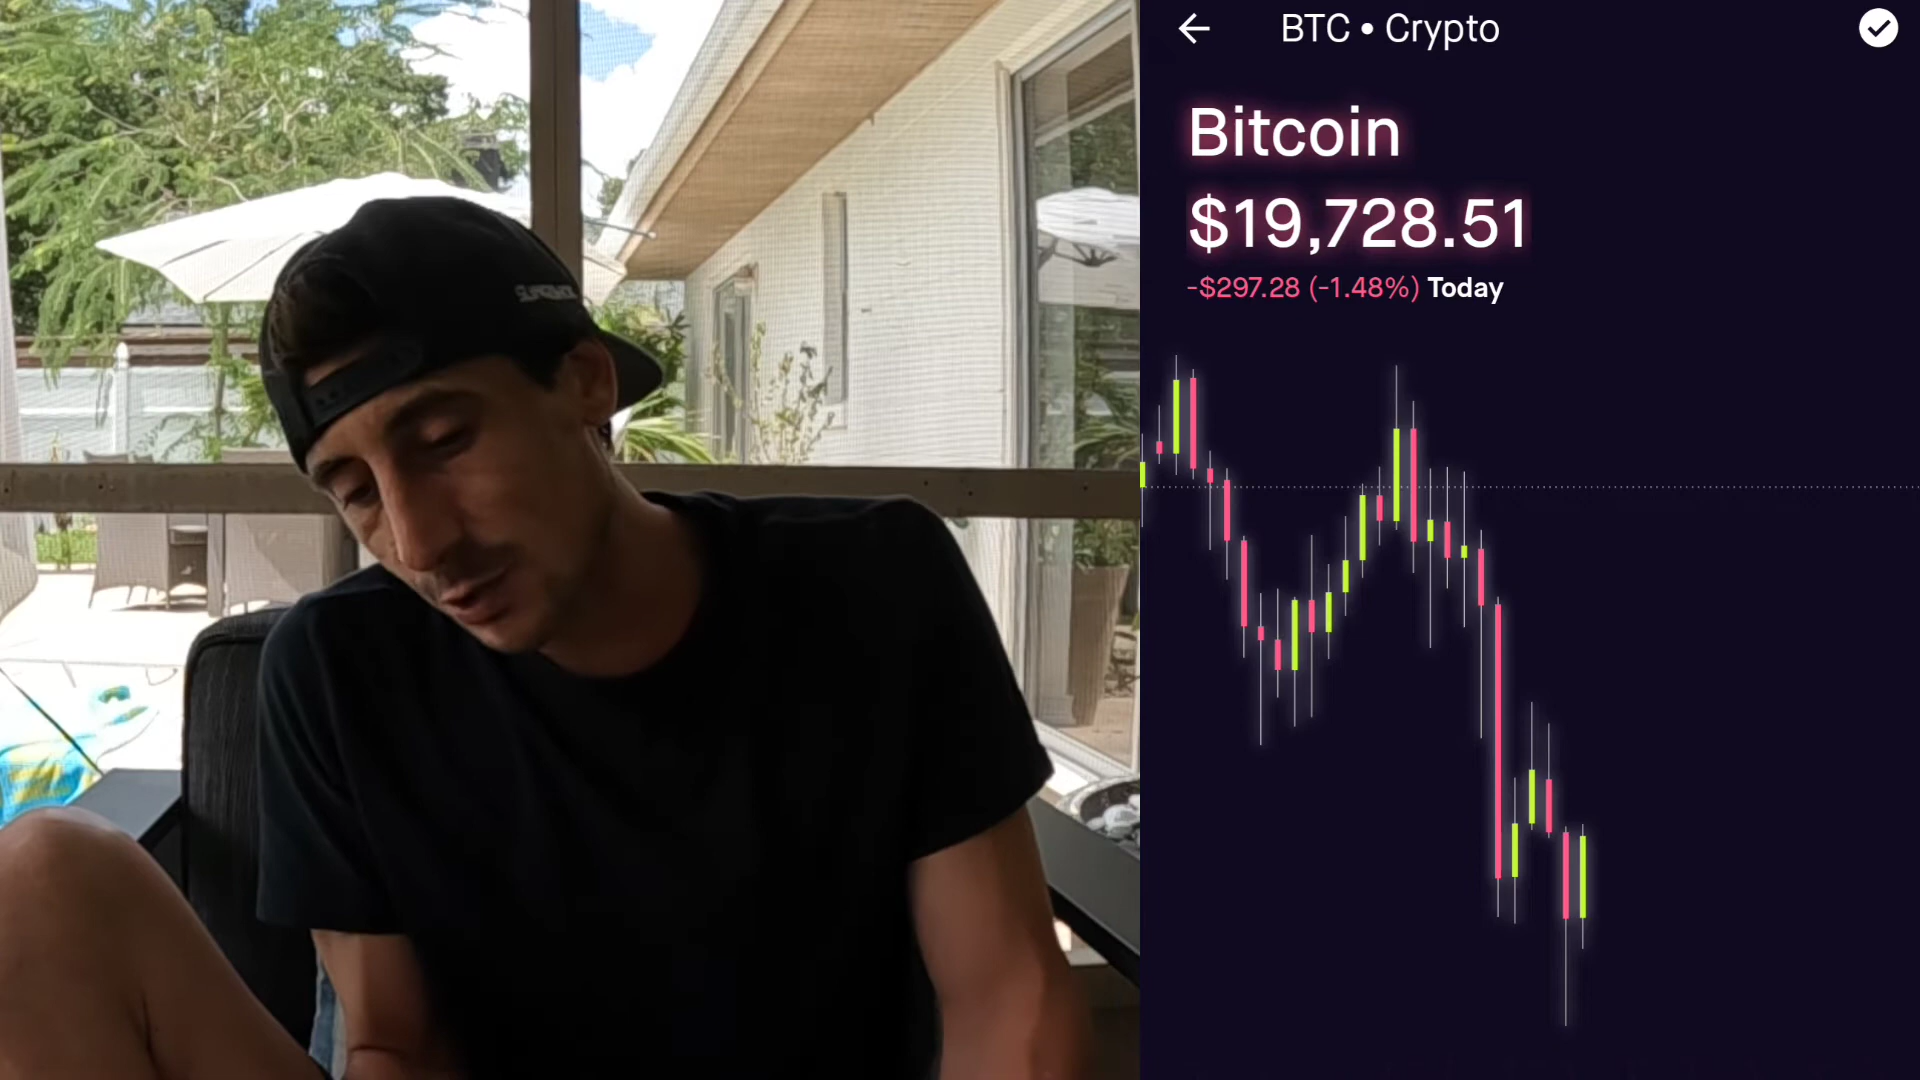 BTC • Crypto
Bitcoin
$19,728.51
-$297.28 (-1.48%) Today